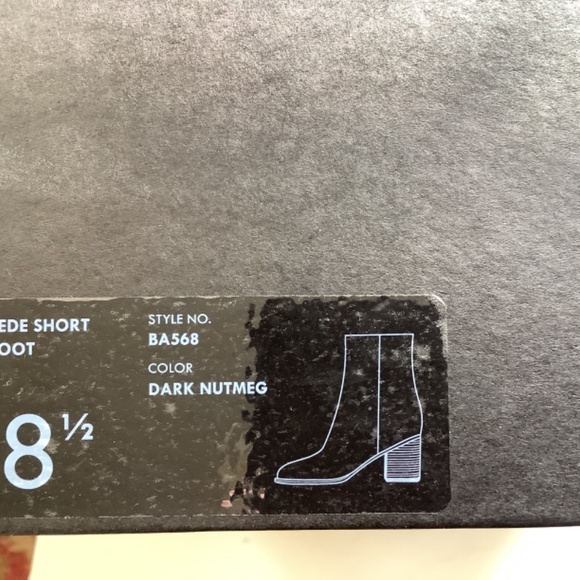 EDE SHORT
OOT
8 ½
STYLE NO.
BA568
COLOR
DARK NUTMEG